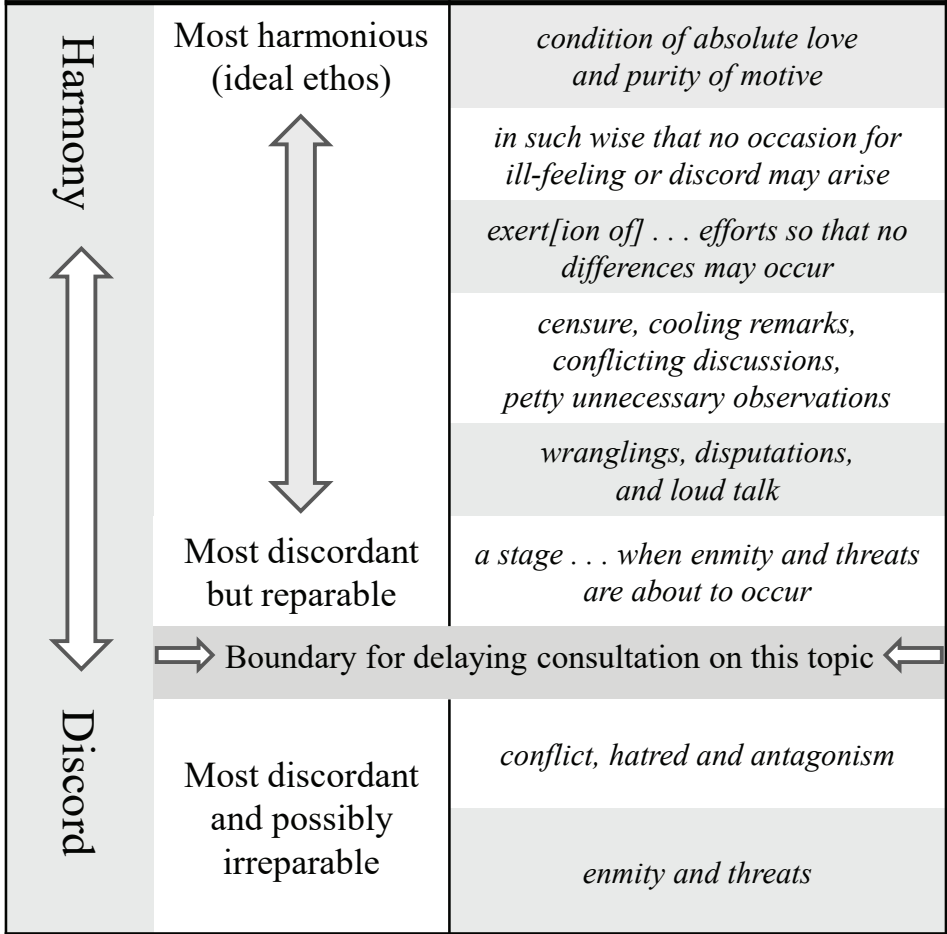 Harmony
Discord
Most harmonious
(ideal ethos)
condition of absolute love
and purity of motive
in such wise that no occasion for
ill-feeling or discord may arise
exert[ion of] . . . efforts so that no
differences may occur
censure, cooling remarks,
conflicting discussions,
petty unnecessary observations
wranglings, disputations,
and loud talk
Most discordant
but reparable
a stage . . . when enmity and threats
are about to occur
Boundary for delaying consultation on this topic
Most discordant
and possibly
irreparable
conflict, hatred and antagonism
enmity and threats